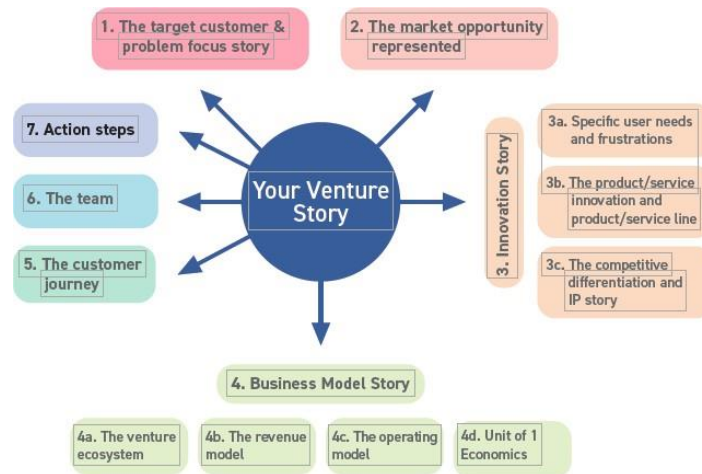 1. The target customer &
problem focus story
2. The market opportunity
represented
7. Action steps
6. The team
5. The customer
journey
Your Venture
Story
3. Innovation Story
3a. Specific user needs
and frustrations
3b. The product/service
innovation and
product/service line
3c. The competitive
differentiation and
IP story
4. Business Model Story
4a. The venture
ecosystem
4b. The revenue
model
4c. The operating
model
4d. Unit of 1
Economics